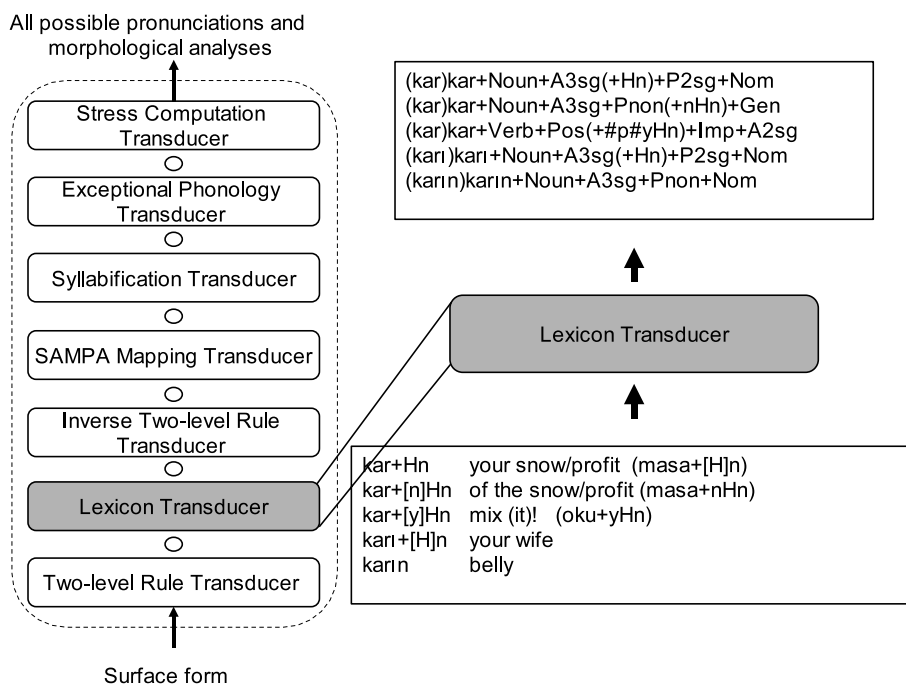 All possible pronunciations and
morphological analyses
Stress Computation
Transducer
Exceptional Phonology
Transducer
Syllabification Transducer
SAMPA Mapping Transducer
Inverse Two-level Rule
Transducer
Lexicon Transducer
Two-level Rule Transducer
Surface form
(kar)kar+Noun+A3sg(+Hn)+P2sg+Nom
(kar)kar+Noun+A3sg+Pnon(+nHn)+Gen
(kar)kar+Verb+Pos(+#p#yHn)+Imp+A2sg
(karı)karı+Noun+A3sg(+Hn)+P2sg+Nom
(karın)karın+Noun+A3sg+Pnon+Nom
Lexicon Transducer
kar+Hn your snow/profit (masa+[H]n)
kar+[n]Hn of the snow/profit (masa+nHn)
kar+[y]Hn mix (it)! (oku+yHn)
karı+[H]n your wife
karın belly